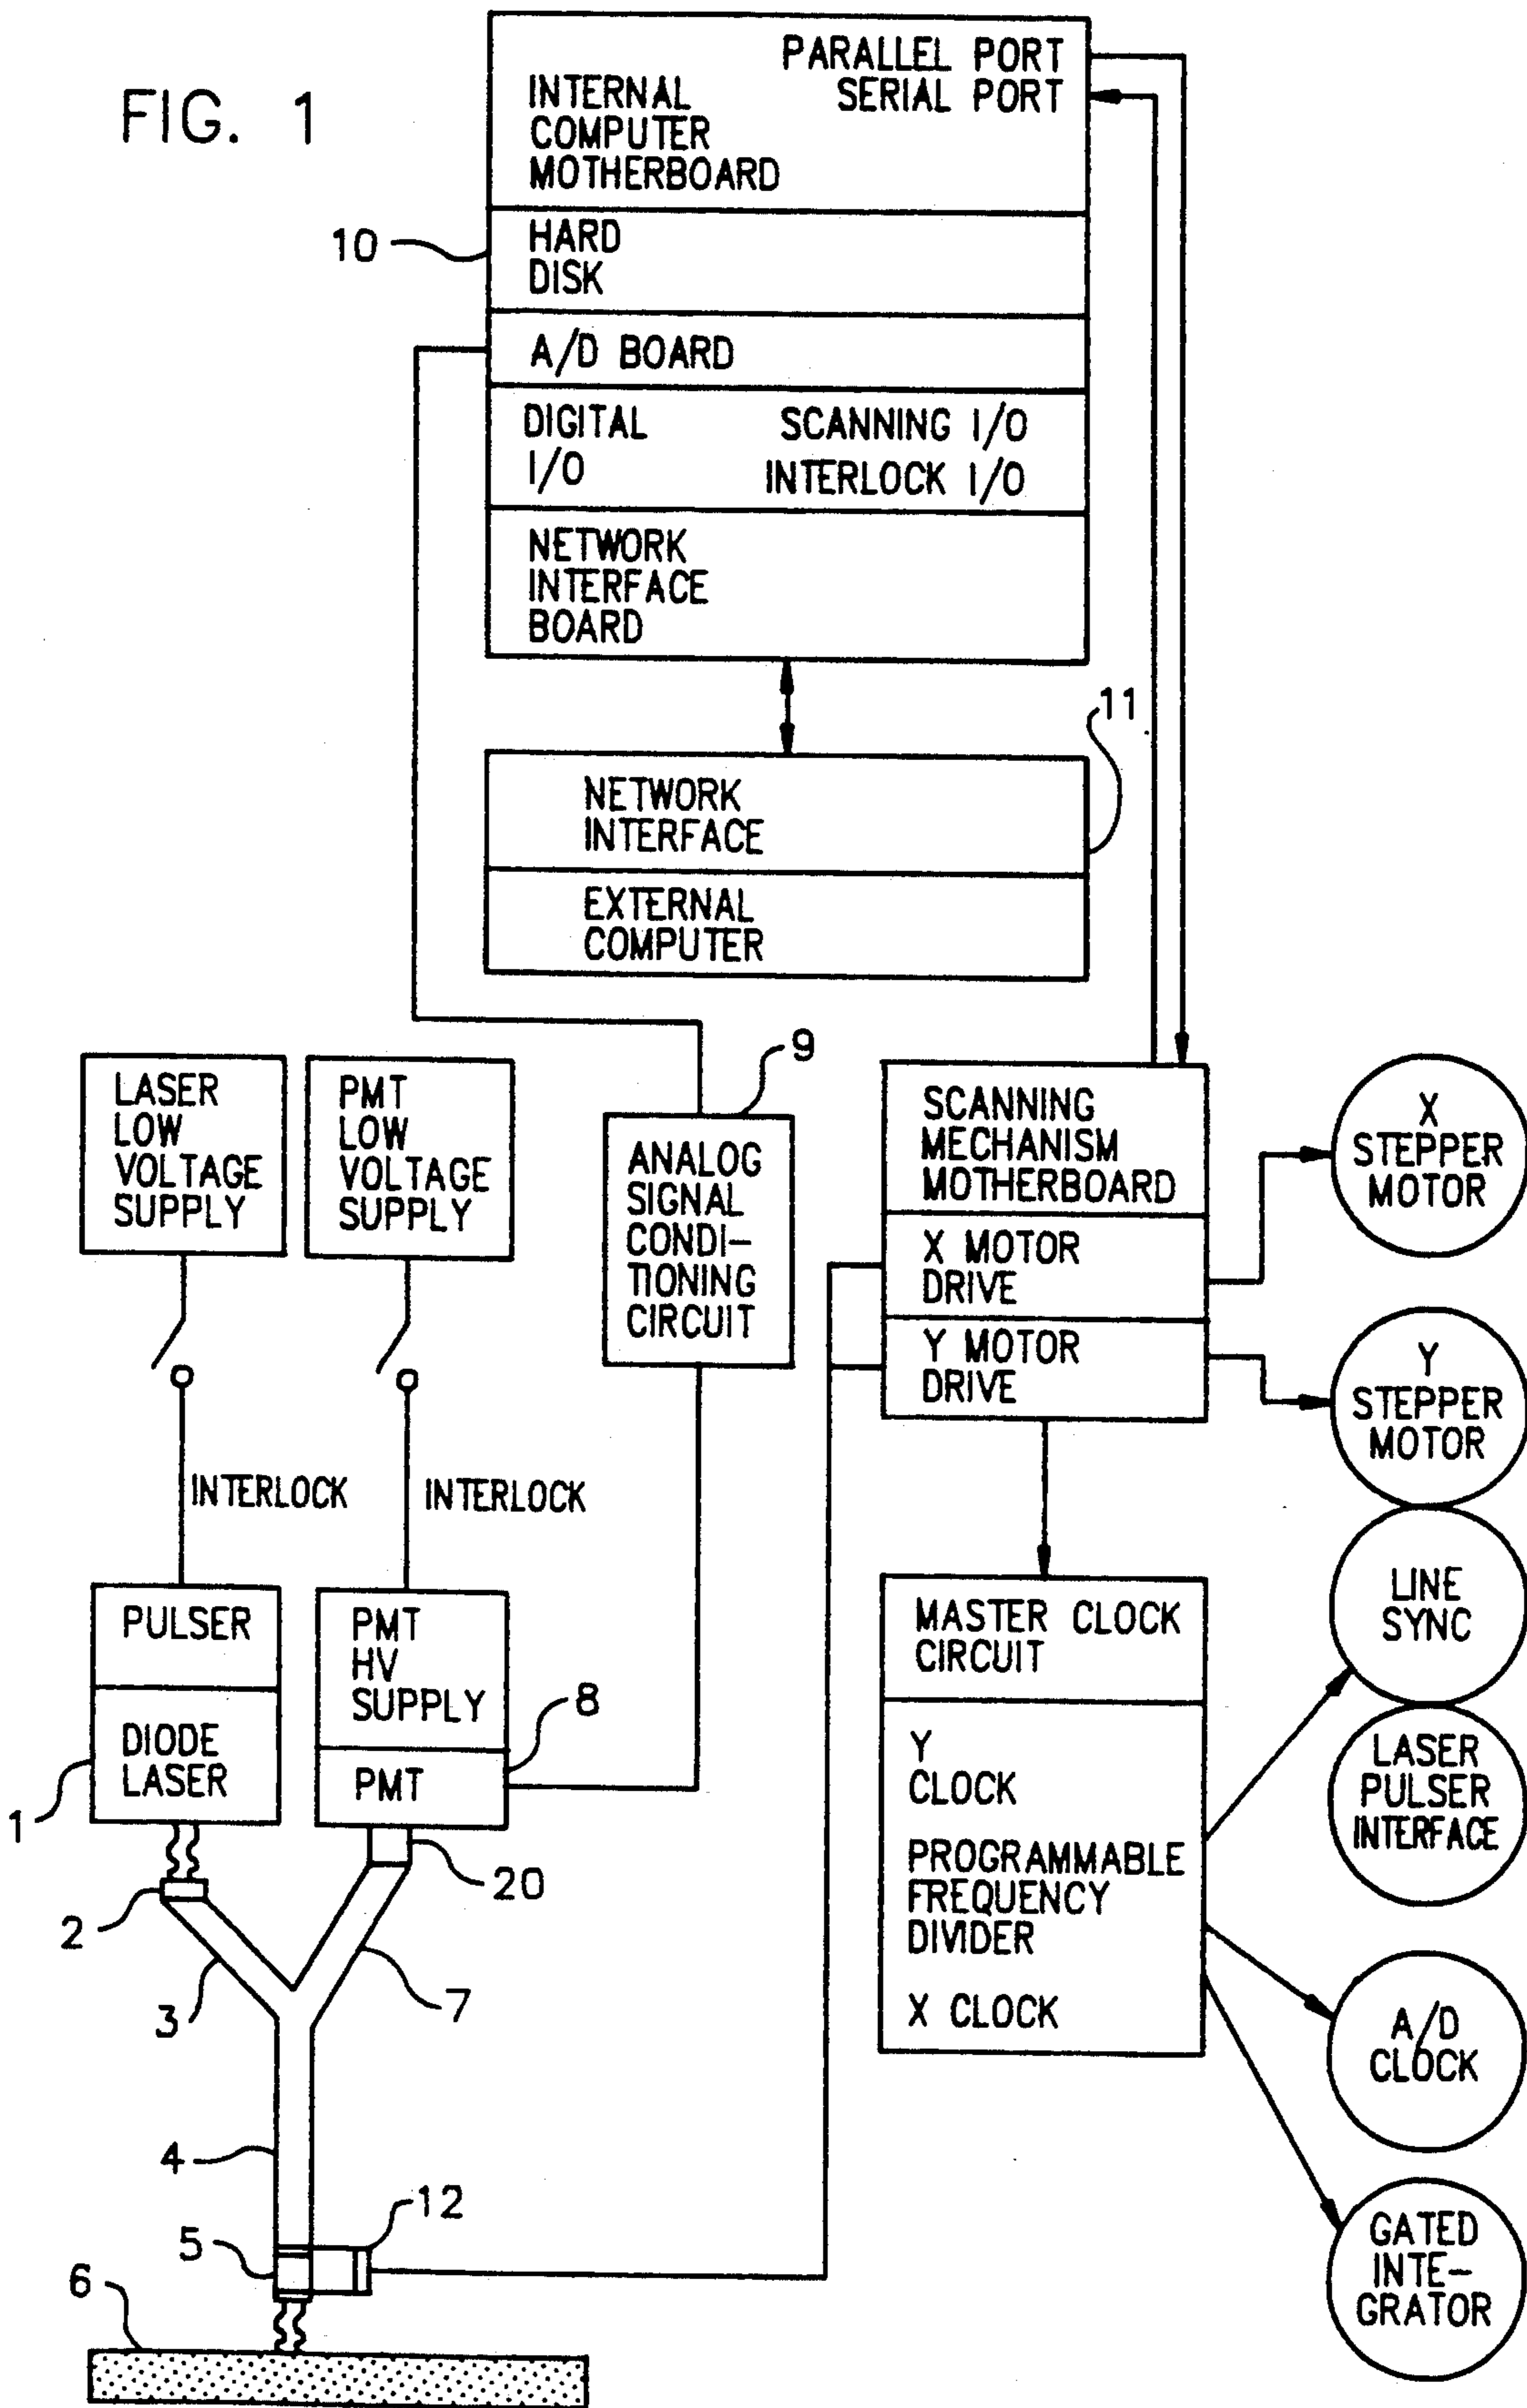 FIG. 1
PARALLEL PORT
SERIAL PORT
INTERNAL
COMPUTER
MOTHERBOARD
10
HARD
DISK
A/D BOARD
DIGITAL
I/O
SCANNING I/O
INTERLOCK I/O
NETWORK
INTERFACE
BOARD
11
NETWORK
INTERFACE
EXTERNAL
COMPUTER
LASER
LOW
VOLTAGE
SUPPLY
PMT
LOW
VOLTAGE
SUPPLY
9
ANALOG
SIGNAL
CONDI-
TIONING
CIRCUIT
SCANNING
MECHANISM
MOTHERBOARD
X MOTOR
DRIVE
Y MOTOR
DRIVE
X
STEPPER
MOTOR
Y
STEPPER
MOTOR
INTERLOCK
INTERLOCK
PULSER
DIODE
LASER
1
PMT
HV
SUPPLY
PMT
8
MASTER CLOCK
CIRCUIT
Y
CLOCK
PROGRAMMABLE
FREQUENCY
DIVIDER
X CLOCK
LINE
SYNC
LASER
PULSER
INTERFACE
A/D
CLOCK
GATED
INTE-
GRATOR
20
2
3
7
4
12
5
6